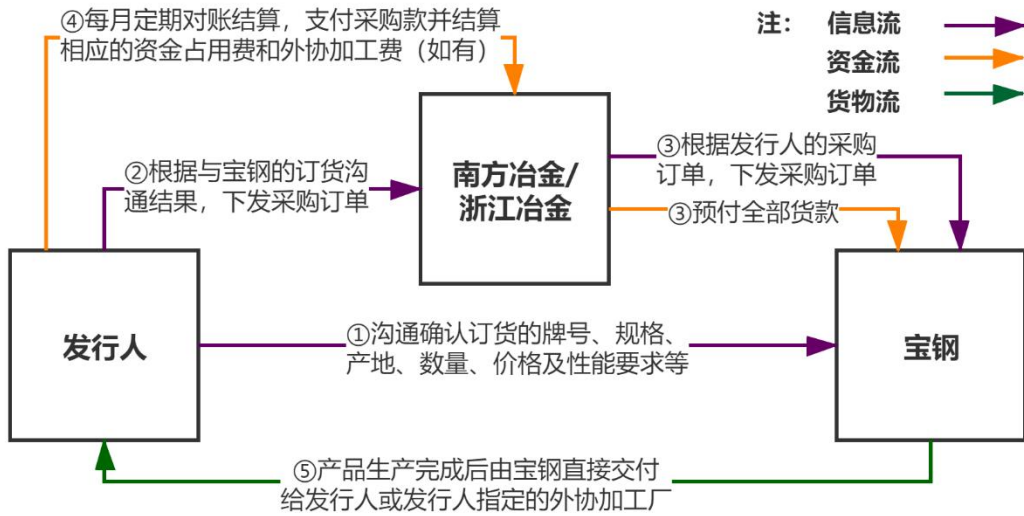 ④每月定期对账结算，支付采购款并结算
相应的资金占用费和外协加工费（如有）
注： 信息流
资金流
货物流
②根据与宝钢的订货沟通结果，下发采购订单
南方冶金/
浙江冶金
③根据发行人的采购
订单，下发采购订单
③预付全部货款
发行人
①沟通确认订货的牌号、规格、
产地、数量、价格及性能要求等
宝钢
⑤产品生产完成后由宝钢直接交付
给发行人或发行人指定的外协加工厂